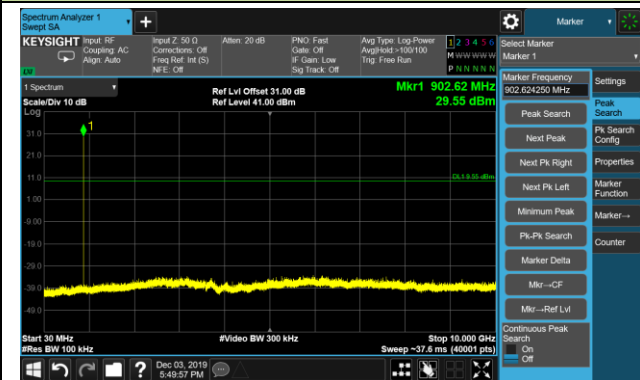 Spectrum Analyzer 1
Swept SA
KEYSIGHT
Input: RF
Coupling: AC
Align: Auto
Input Z: 50 Ω
Corrections: Off
Freq Ref: Int (S)
NFE: Off
Atten: 20 dB
PNO: Fast
Gate: Off
IF Gain: Low
Sig Track: Off
Avg Type: Log-Power
Avg|Hold:>100/100
Trig: Free Run
1 2 3 4 5 6
M W W W W W
P N N N N N
LXI
1 Spectrum
Scale/Div 10 dB
Log
Ref Lvl Offset 31.00 dB
Ref Level 41.00 dBm
Mkr1 902.62 MHz
29.55 dBm
1
31.0
21.0
11.0
DL1 9.55 dBm
1.00
-9.00
-19.0
-29.0
-39.0
-49.0
Start 30 MHz
#Res BW 100 kHz
#Video BW 300 kHz
Stop 10.000 GHz
Sweep ~37.6 ms (40001 pts)
Dec 03, 2019
5:49:57 PM
Marker
Select Marker
Marker 1
Marker Frequency
902.624250 MHz
Peak Search
Next Peak
Next Pk Right
Next Pk Left
Minimum Peak
Pk-Pk Search
Marker Delta
Mkr→CF
Mkr→Ref Lvl
Continuous Peak
Search
On
Off
Settings
Peak
Search
Pk Search
Config
Properties
Marker
Function
Marker→
Counter